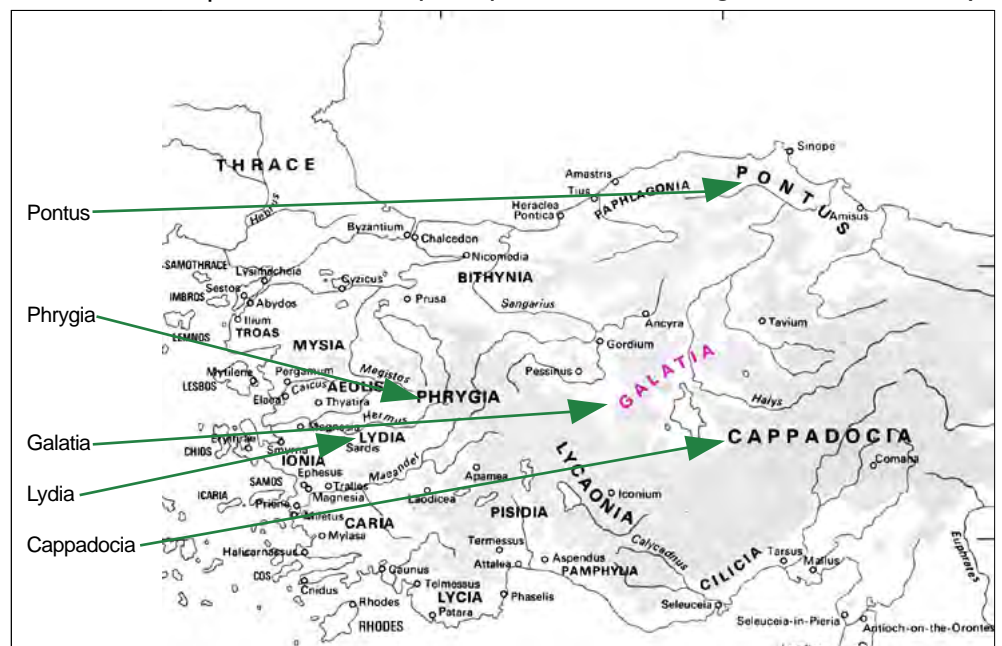 Pontus
Phrygia
Galatia
Lydia
Cappadocia
THRACE
Hebrus
Byzantium
Chalcedon
Nicomedia
SAMOTHRACE
Lysimacheia
Cyzicus
BITHYNIA
IMBROS
Sestos
Abydos
Prusa
Sangarius
Ilium
LEMNOS
TROAS
MYSIA
Mytilene
LESBOS
Pergamum
Caicus
AEOLIS
Megistos
PHRYGIA
Elaea
Thyatira
Magnesia
Hermus
LYDIA
Sardis
CHIOS
Erythrae
Smyrna
IONIA
Maeander
SAMOS
Ephesus
Tralles
Magnesia
ICARIA
Priene
Miletus
Laodicea
Apamea
CARIA
Mylasa
Halicarnassus
COS
Cnidus
Caunus
Telmessus
LYCIA
Patara
Rhodes
RHODES
Phaselis
Termessus
Attalea
PISIDIA
Aspendus
PAMPHYLIA
LYCAONIA
Iconium
Calycadnus
CILICIA
Seleuceia
Tarsus
Mallus
Seleuceia-in-Pieria
Antioch-on-the-Orontes
Euphrates
Comana
CAPPADOCIA
Halys
GALATIA
Pessinus
Gordium
Ancyra
Tavium
Heraclea
Pontica
Tius
Amastris
PAPHLAGONIA
Sinope
PONTUS
Amisus